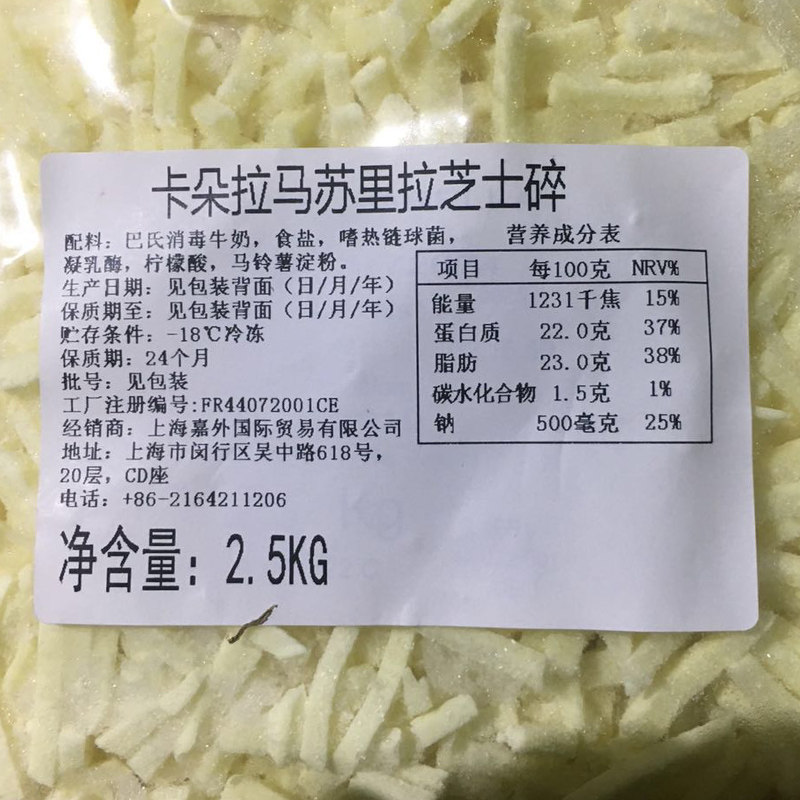 卡朵拉马苏里拉芝士碎
配料：巴氏消毒牛奶，食盐，嗜热链球菌，
凝乳酶，柠檬酸，马铃薯淀粉。
生产日期：见包装背面（日/月/年）
保质期至：见包装背面（日/月/年）
贮存条件：-18℃冷冻
保质期：24个月
批号：见包装
工厂注册编号:FR44072001CE
经销商：上海嘉外国际贸易有限公司
地址：上海市闵行区吴中路618号，
20层，CD座
电话：+86-2164211206
净含量：2.5KG
营养成分表
项目 每100克 NRV%
能量 1231千焦 15%
蛋白质 22.0克 37%
脂肪 23.0克 38%
碳水化合物 1.5克 1%
钠 500毫克 25%